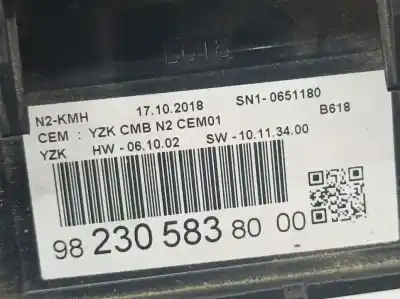 N2-KMH 17.10.2018 SN1-0651180
CEM : YZK CMB N2 CEM01 B618
YZK HW -06.10.02 SW -10.11.34.00
98 230 583 80 00